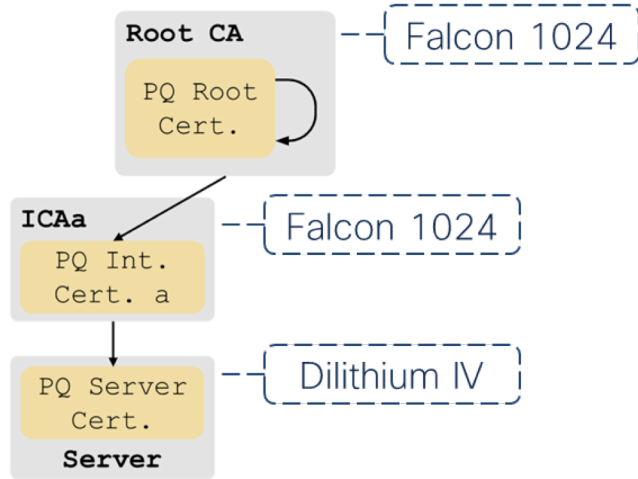 Root CA
Falcon 1024
PQ Root
Cert.
ICAa
Falcon 1024
PQ Int.
Cert. a
Dilithium IV
PQ Server
Cert.
Server